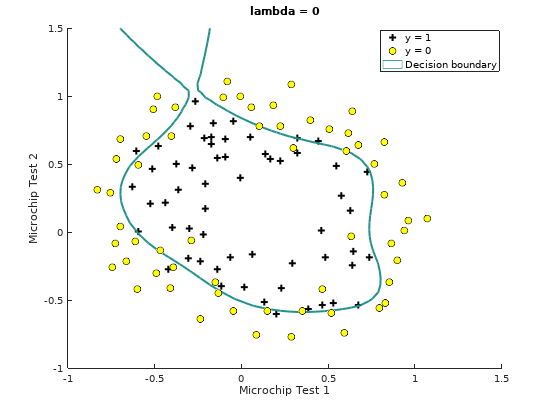 lambda = 0
y = 1
y = 0
Decision boundary
1.5
1
0.5
0
-0.5
-1
Microchip Test 2
-1
-0.5
0
0.5
1
1.5
Microchip Test 1